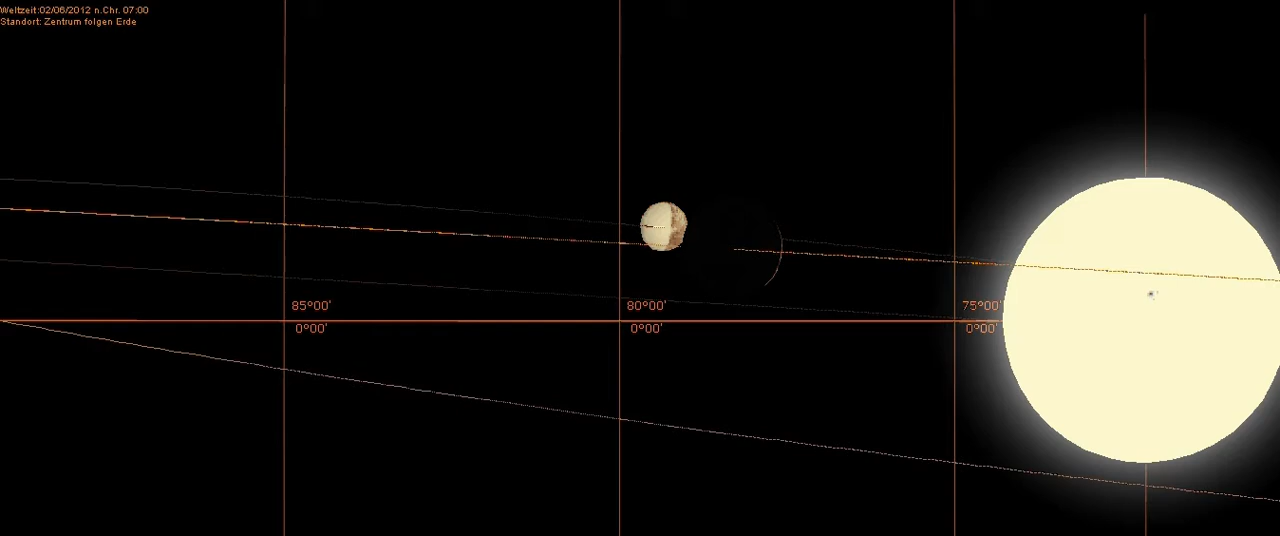 Weltzeit:02/06/2012 n.Chr. 07:00
Standort: Zentrum folgen Erde
85°00' 80°00' 75°00'
0°00' 0°00' 0°00'